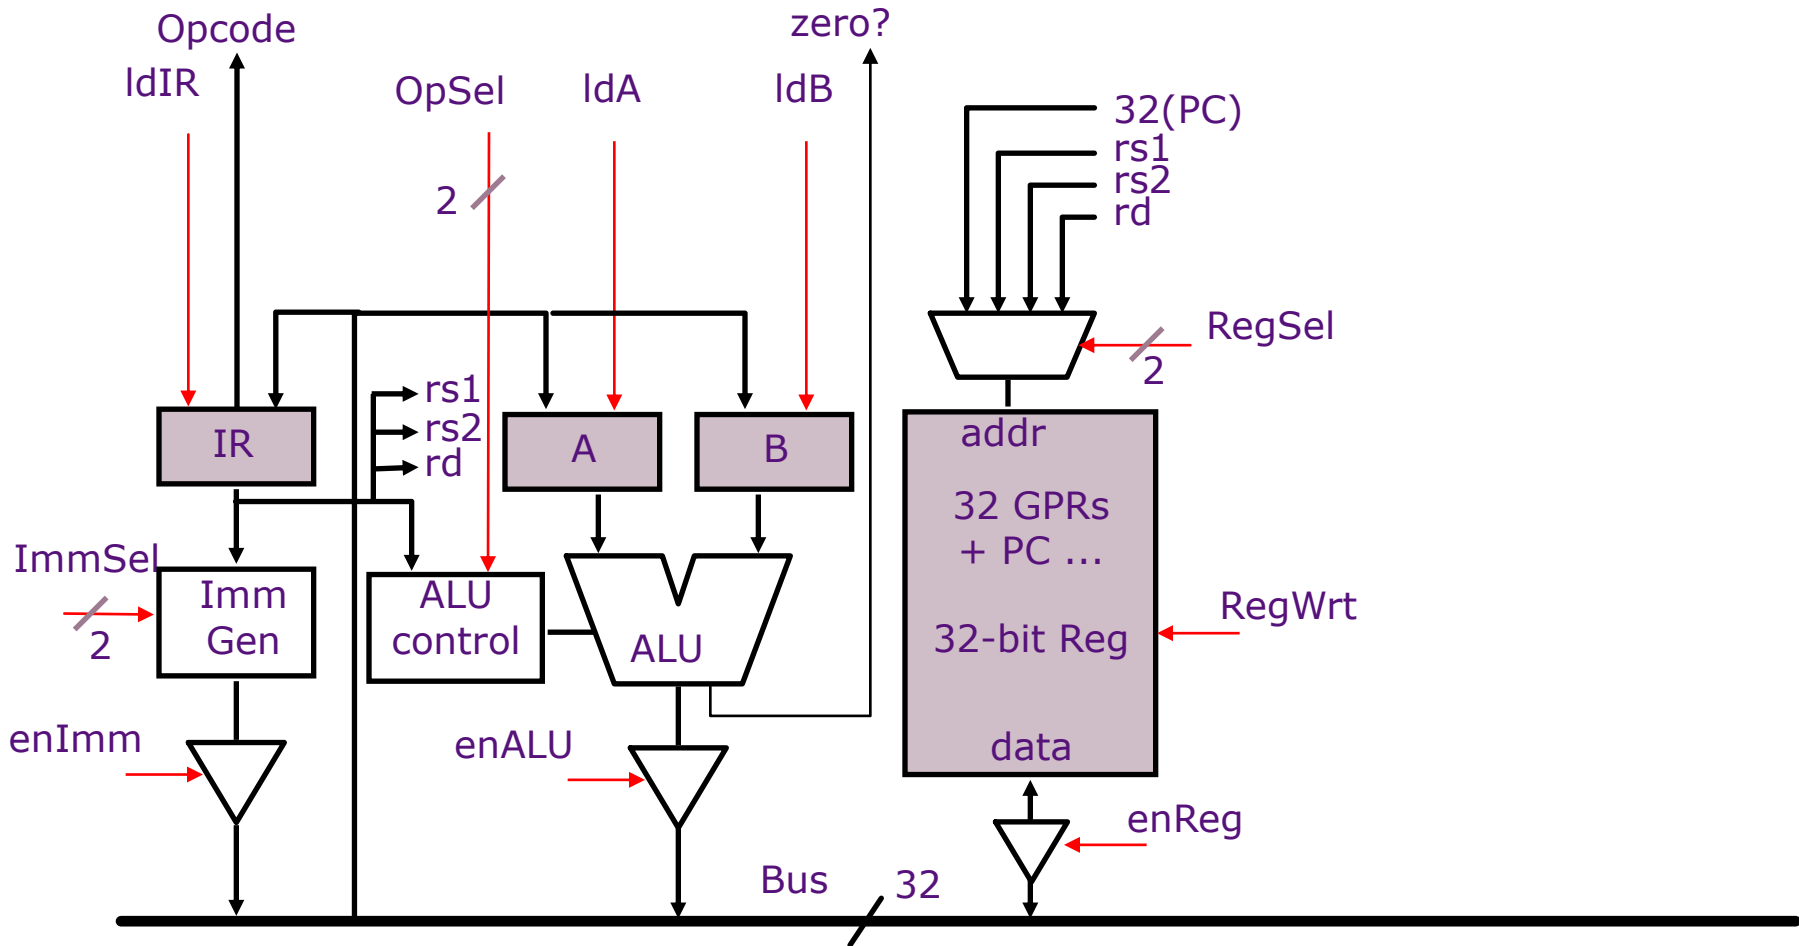 Opcode
zero?
ldIR
OpSel
ldA
ldB
32(PC)
rs1
rs2
rd
2
RegSel
2
rs1
rs2
rd
IR
A
B
addr
32 GPRs
+ PC ...
32-bit Reg
data
ImmSel
2
Imm
Gen
ALU
control
ALU
RegWrt
enImm
enALU
enReg
Bus
32